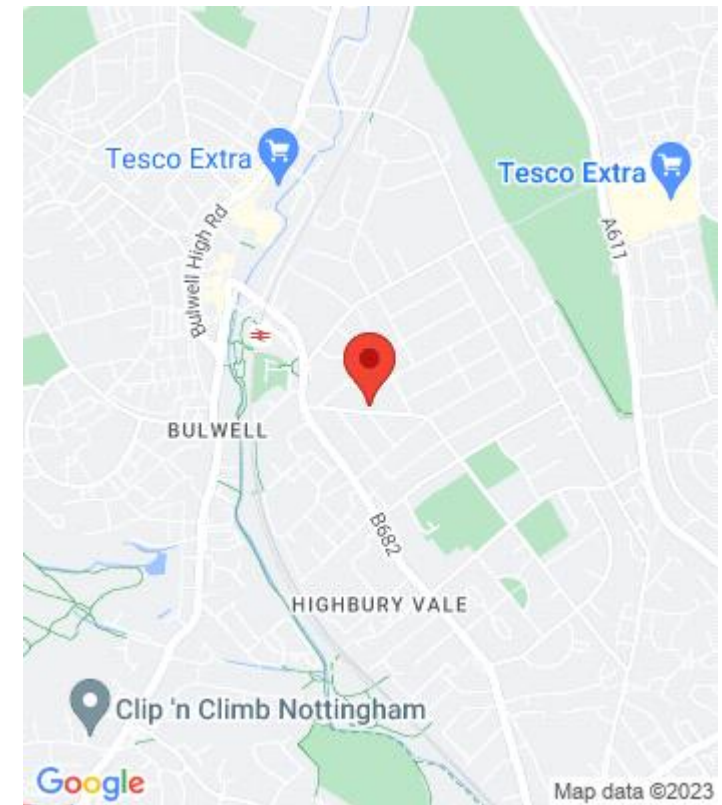 Tesco Extra
Tesco Extra
Bulwell High Rd
A611
BULWELL
B682
HIGHBURY VALE
Clip 'n Climb Nottingham
Google
Map data ©2023